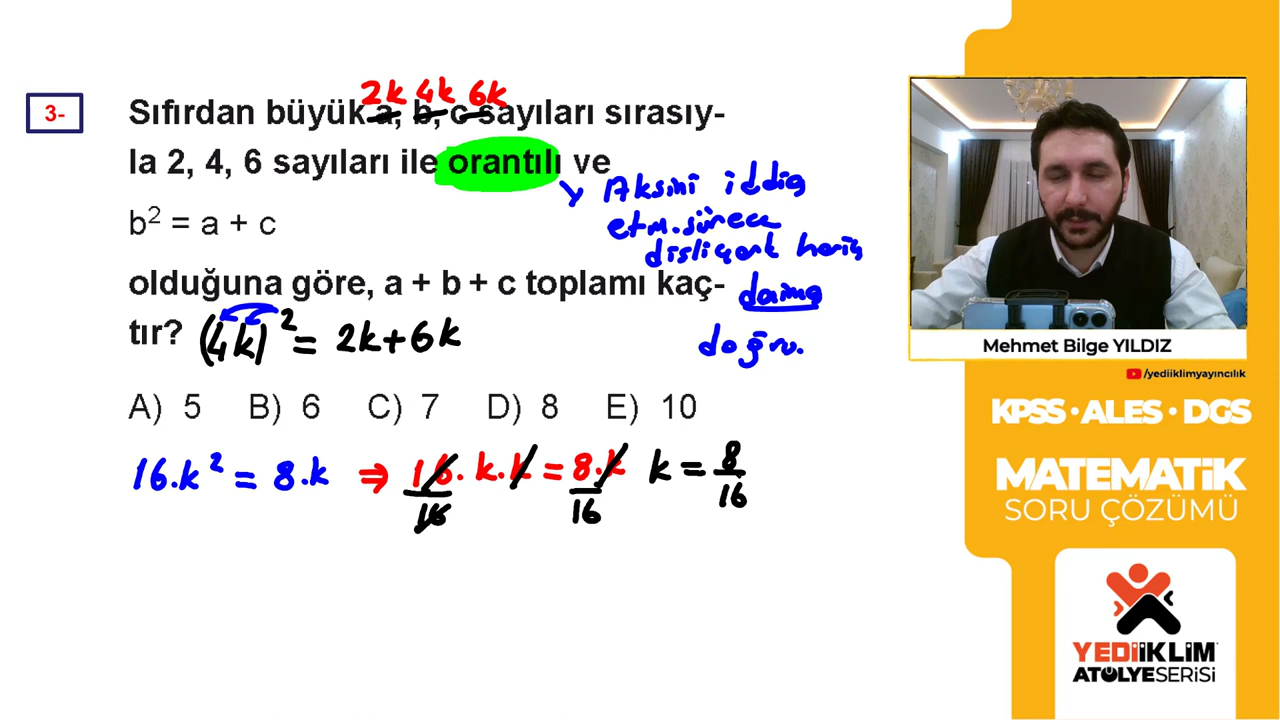 2k 4k 6k
3-
Sıfırdan büyük a, b, c sayıları sırasıy-
la 2, 4, 6 sayıları ile orantılı ve
Aksini iddia
etm. sürece
b² = a + c
dişliçark hariç
olduğuna göre, a + b + c toplamı kaç-
daima
tır? (4k)² = 2k+6k
doğru.
A) 5 B) 6 C) 7 D) 8 E) 10
16.k² = 8.k ⇒ 16.k.k/16 = 8.k/16 k = 8/16
Mehmet Bilge YILDIZ
/yediiklimyayıncılık
KPSS • ALES • DGS
MATEMATİK
SORU ÇÖZÜMÜ
YEDİİKLİM
ATÖLYESERİSİ